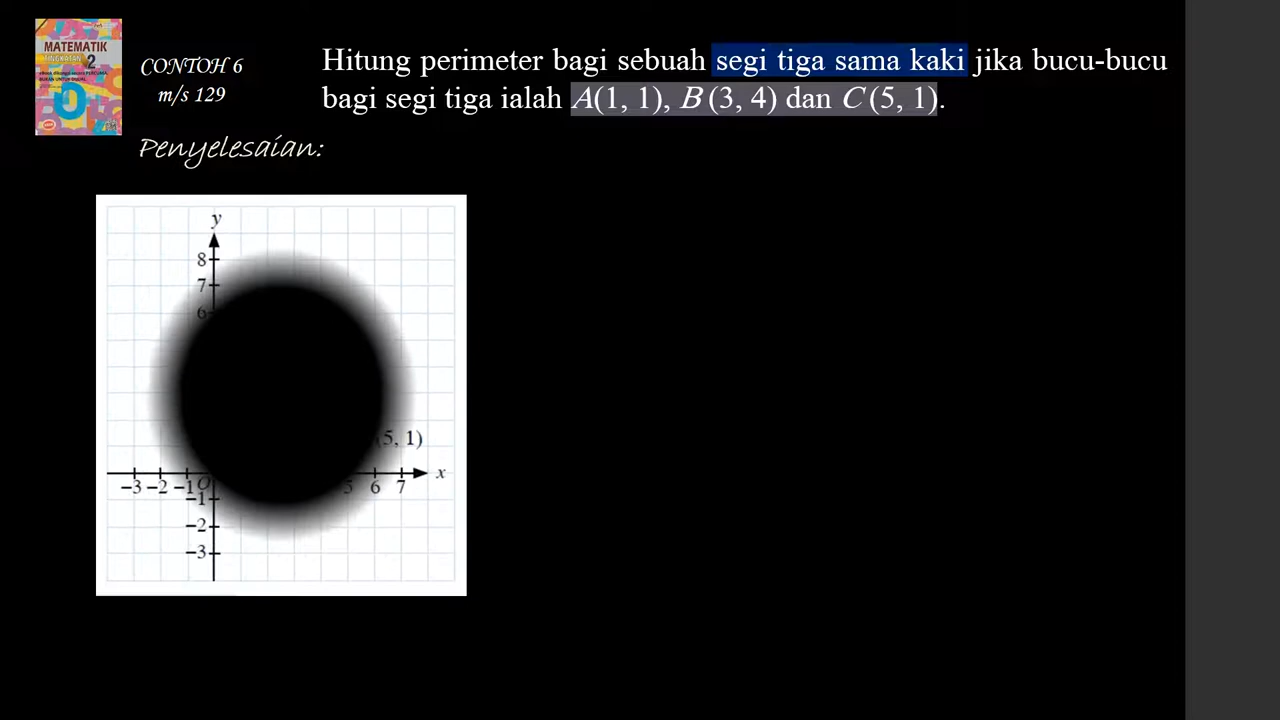 MATEMATIK
TINGKATAN 2
CONTOH 6
m/s 129
Hitung perimeter bagi sebuah segi tiga sama kaki jika bucu-bucu
bagi segi tiga ialah A(1, 1), B (3, 4) dan C (5, 1).
Penyelesaian:
y
8
7
6
(5, 1)
x
−3 −2 −1 O 5 6 7
−1
−2
−3